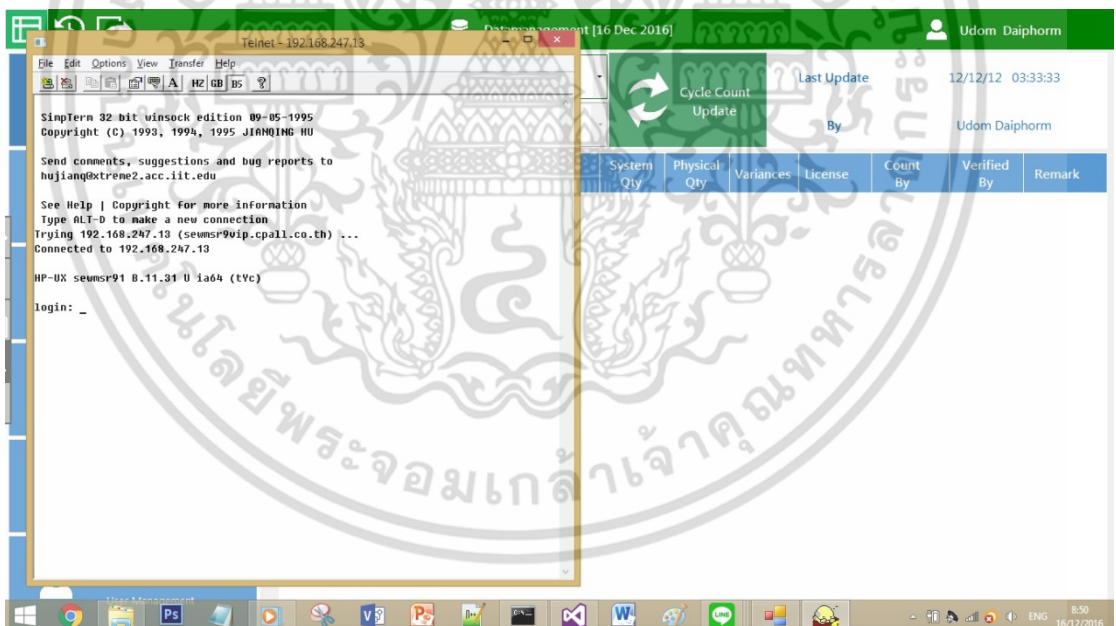 Datamanagement [16 Dec 2016]
Udom Daiphorm
Telnet - 192.168.247.13
File Edit Options View Transfer Help
HZ GB B5
SimpTerm 32 bit winsock edition 09-05-1995
Copyright (C) 1993, 1994, 1995 JIANQING HU
Send comments, suggestions and bug reports to
hujianq@xtreme2.acc.iit.edu
See Help | Copyright for more information
Type ALT-D to make a new connection
Trying 192.168.247.13 (sewmsr9vip.cpall.co.th) ...
Connected to 192.168.247.13
HP-UX sewmsr91 B.11.31 U ia64 (tYc)
login: _
Cycle Count
Update
Last Update
12/12/12 03:33:33
By
Udom Daiphorm
System Qty
Physical Qty
Variances
License
Count By
Verified By
Remark
User Management
ENG
8:50
16/12/2016